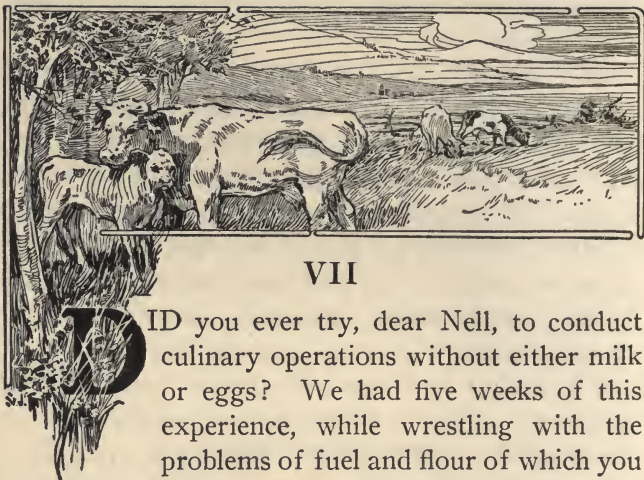 VII
DID you ever try, dear Nell, to conduct
culinary operations without either milk
or eggs? We had five weeks of this
experience, while wrestling with the
problems of fuel and flour of which you